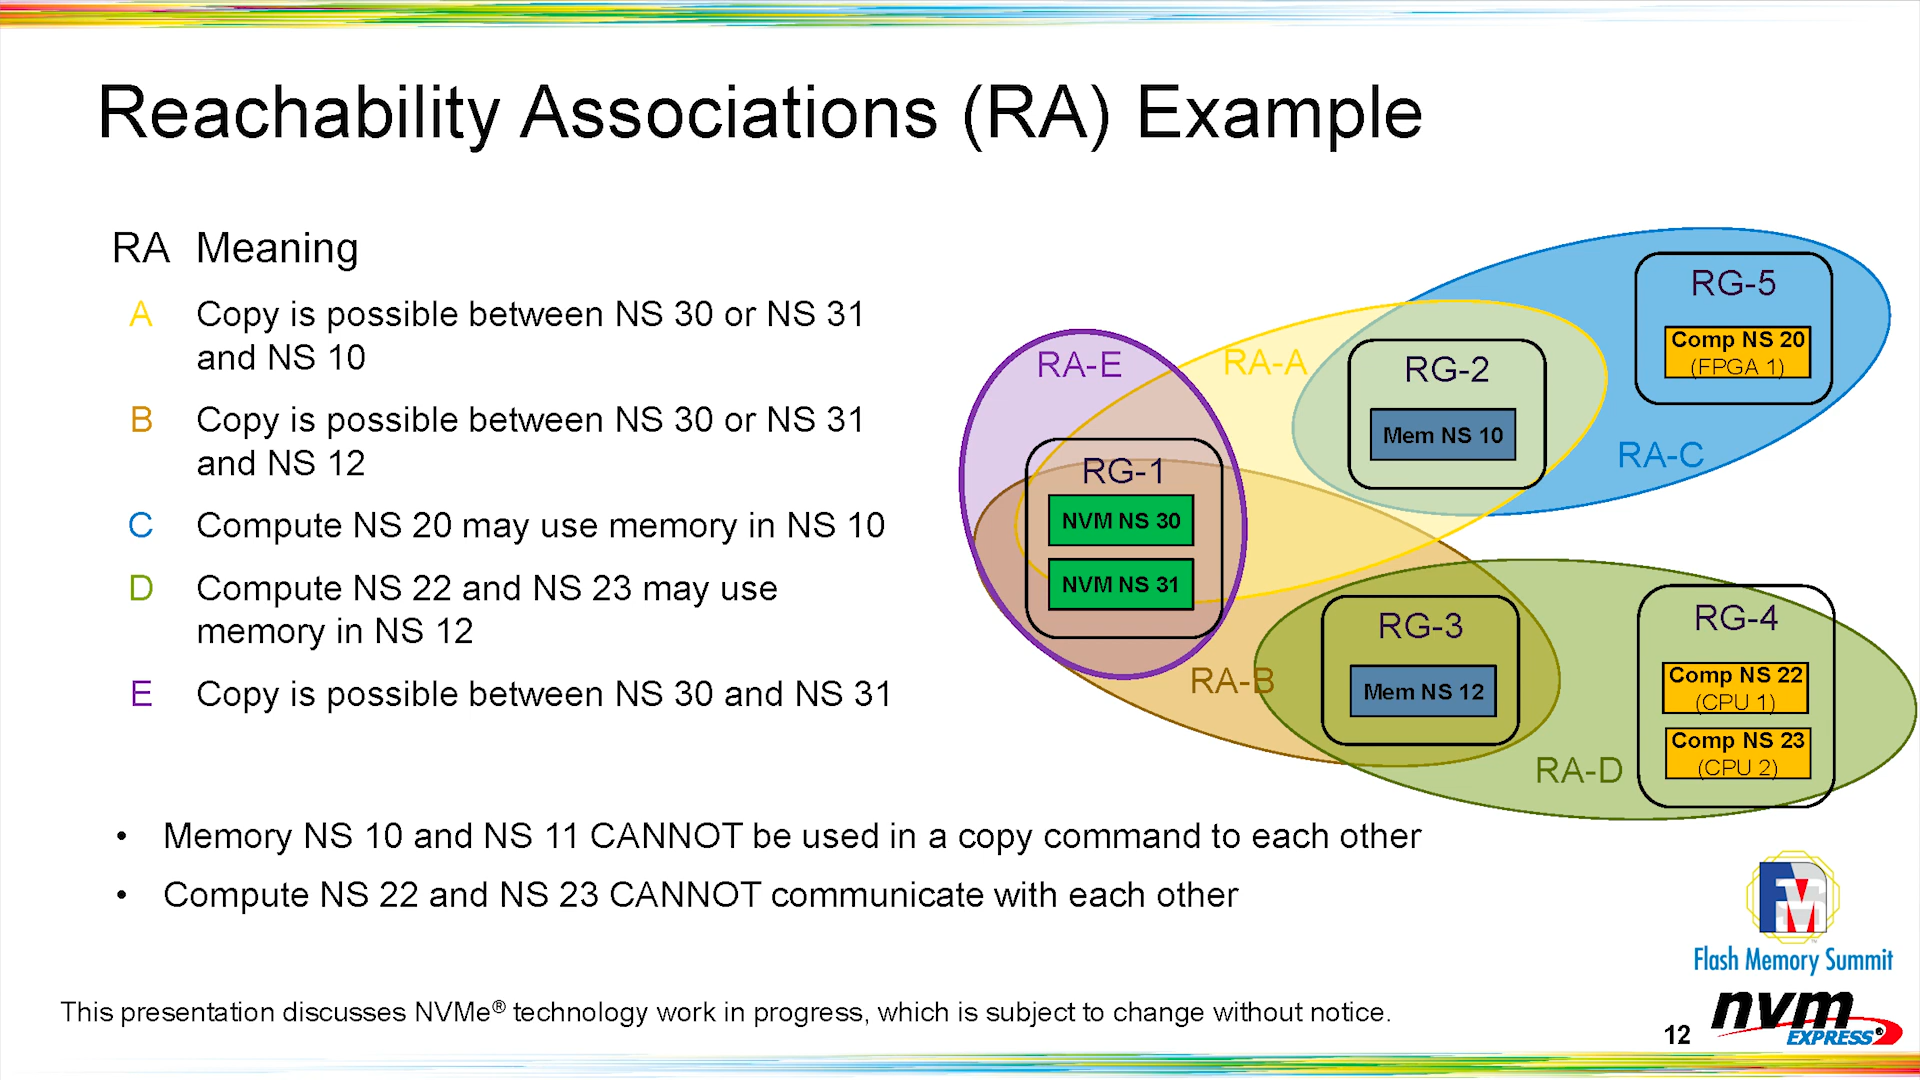 Reachability Associations (RA) Example
RA Meaning
A Copy is possible between NS 30 or NS 31
and NS 10
B Copy is possible between NS 30 or NS 31
and NS 12
C Compute NS 20 may use memory in NS 10
D Compute NS 22 and NS 23 may use
memory in NS 12
E Copy is possible between NS 30 and NS 31
RA-E
RA-A
RG-1
NVM NS 30
NVM NS 31
RA-B
RG-2
Mem NS 10
RG-5
Comp NS 20
(FPGA 1)
RA-C
RG-3
Mem NS 12
RG-4
Comp NS 22
(CPU 1)
Comp NS 23
(CPU 2)
RA-D
• Memory NS 10 and NS 11 CANNOT be used in a copy command to each other
• Compute NS 22 and NS 23 CANNOT communicate with each other
Flash Memory Summit
This presentation discusses NVMe® technology work in progress, which is subject to change without notice.
12
nvm
EXPRESS®